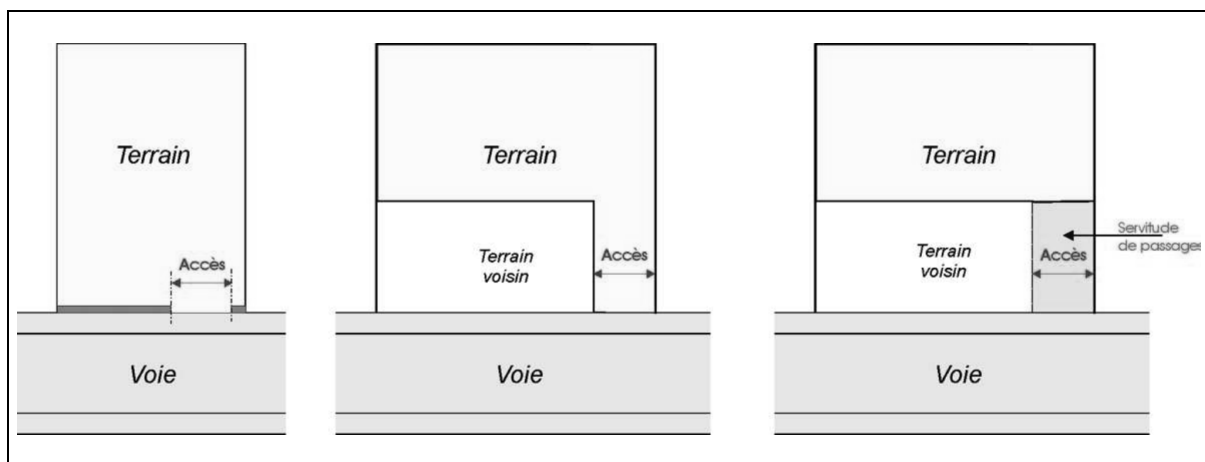 Terrain
Accès
Voie
Terrain
Terrain
voisin
Accès
Voie
Terrain
Terrain
voisin
Accès
Servitude
de passages
Voie